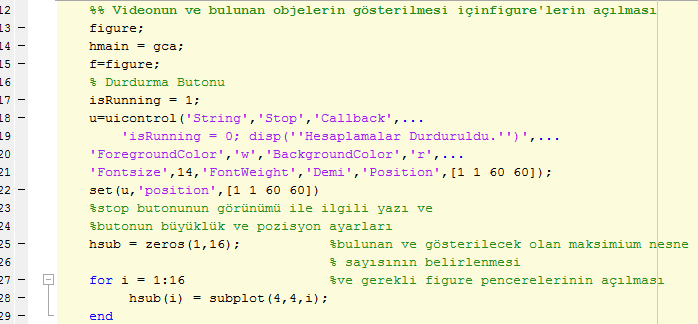 12 %% Videonun ve bulunan objelerin gösterilmesi içinfigure'lerin açılması
13 - figure;
14 - hmain = gca;
15 - f=figure;
16 % Durdurma Butonu
17 - isRunning = 1;
18 - u=uicontrol('String','Stop','Callback',...
19 'isRunning = 0; disp(''Hesaplamalar Durduruldu.'')',...
20 'ForegroundColor','w','BackgroundColor','r',...
21 'Fontsize',14,'FontWeight','Demi','Position',[1 1 60 60]);
22 - set(u,'position',[1 1 60 60])
23 %stop butonunun görünümü ile ilgili yazı ve
24 %butonun büyüklük ve pozisyon ayarları
25 - hsub = zeros(1,16); %bulunan ve gösterilecek olan maksimium nesne
26 % sayısının belirlenmesi
27 - for i = 1:16 %ve gerekli figure pencerelerinin açılması
28 - hsub(i) = subplot(4,4,i);
29 - end